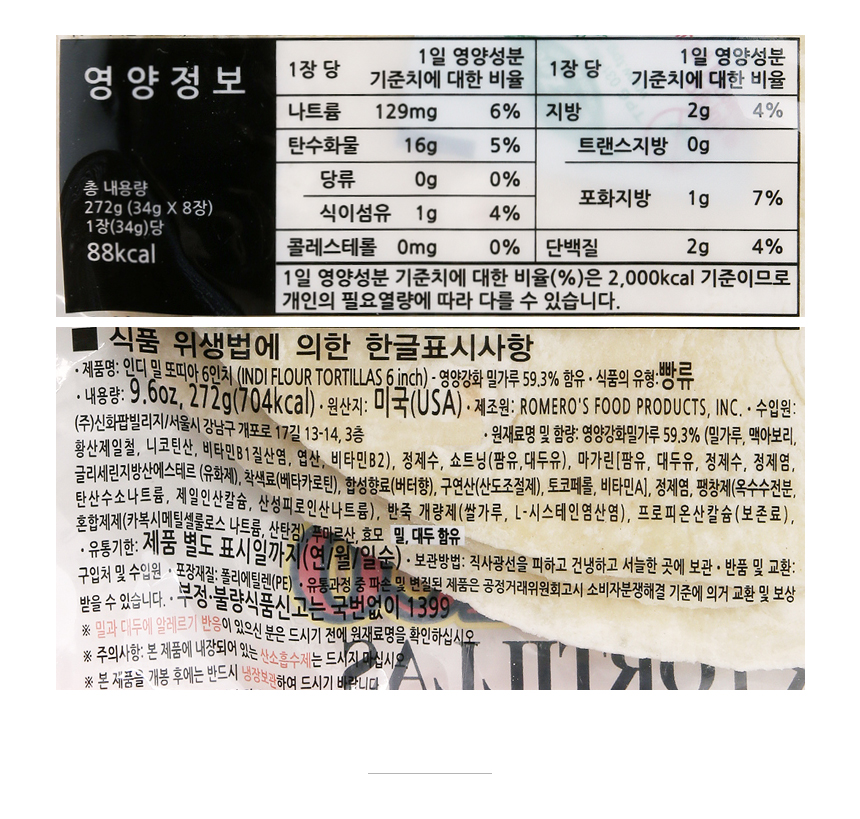 영양정보
총 내용량
272g (34g X 8장)
1장(34g)당
88kcal
1장 당 1일 영양성분 기준치에 대한 비율 1장 당 1일 영양성분 기준치에 대한 비율
나트륨 129mg 6% 지방 2g 4%
탄수화물 16g 5% 트랜스지방 0g
당류 0g 0% 포화지방 1g 7%
식이섬유 1g 4%
콜레스테롤 0mg 0% 단백질 2g 4%
1일 영양성분 기준치에 대한 비율(%)은 2,000kcal 기준이므로
개인의 필요열량에 따라 다를 수 있습니다.
■ 식품 위생법에 의한 한글표시사항
· 제품명: 인디 밀 또띠아 6인치 (INDI FLOUR TORTILLAS 6 inch) - 영양강화 밀가루 59.3% 함유 · 식품의 유형:빵류
· 내용량: 9.6oz, 272g(704kcal) · 원산지: 미국(USA) · 제조원: ROMERO'S FOOD PRODUCTS, INC. · 수입원:
(주)신화팝빌리지/서울시 강남구 개포로 17길 13-14, 3층 · 원재료명 및 함량: 영양강화밀가루 59.3% (밀가루, 맥아보리,
황산제일철, 니코틴산, 비타민B1질산염, 엽산, 비타민B2), 정제수, 쇼트닝(팜유,대두유), 마가린[팜유, 대두유, 정제수, 정제염,
글리세린지방산에스테르 (유화제), 착색료(베타카로틴), 합성향료(버터향), 구연산(산도조절제), 토코페롤, 비타민A], 정제염, 팽창제(옥수수전분,
탄산수소나트륨, 제일인산칼슘, 산성피로인산나트륨), 반죽 개량제(쌀가루, L-시스테인염산염), 프로피온산칼슘(보존료),
혼합제제(카복시메틸셀룰로스 나트륨, 산탄검) 푸마르산, 효모 밀, 대두 함유
· 유통기한: 제품 별도 표시일까지(연/월/일순) · 보관방법: 직사광선을 피하고 건냉하고 서늘한 곳에 보관 · 반품 및 교환:
구입처 및 수입원 · 포장재질: 폴리에틸렌(PE) · 유통과정 중 파손 및 변질된 제품은 공정거래위원회고시 소비자분쟁해결 기준에 의거 교환 및 보상
받을 수 있습니다. · 부정·불량식품신고는 국번없이 1399
※ 밀과 대두에 알레르기 반응이 있으신 분은 드시기 전에 원재료명을 확인하십시오
※ 주의사항: 본 제품에 내장되어 있는 산소흡수제는 드시지 마십시오
※ 본 제품을 개봉 후에는 반드시 냉장보관하여 드시기 바랍니다